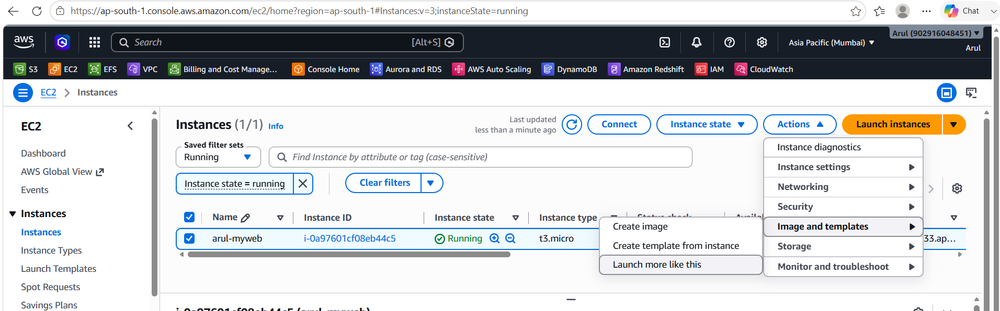 https://ap-south-1.console.aws.amazon.com/ec2/home?region=ap-south-1#Instances:v=3;instanceState=running
Chat
aws
Search
[Alt+S]
Asia Pacific (Mumbai)
Arul (902916048451)
Arul
S3
EC2
EFS
VPC
Billing and Cost Manage...
Console Home
Aurora and RDS
AWS Auto Scaling
DynamoDB
Amazon Redshift
IAM
CloudWatch
EC2
Instances
EC2
Dashboard
AWS Global View
Events
Instances
Instances
Instance Types
Launch Templates
Spot Requests
Savings Plans
Instances (1/1) Info
Last updated
less than a minute ago
Connect
Instance state
Actions
Launch instances
Saved filter sets
Running
Find Instance by attribute or tag (case-sensitive)
Instance state = running
Clear filters
Name
Instance ID
Instance state
Instance type
Status check
arul-myweb
i-0a97601cf08eb44c5
Running
t3.micro
33.ap...
Instance diagnostics
Instance settings
Networking
Security
Image and templates
Storage
Monitor and troubleshoot
Create image
Create template from instance
Launch more like this
i-0a97601cf08eb44c5 (arul-myweb)